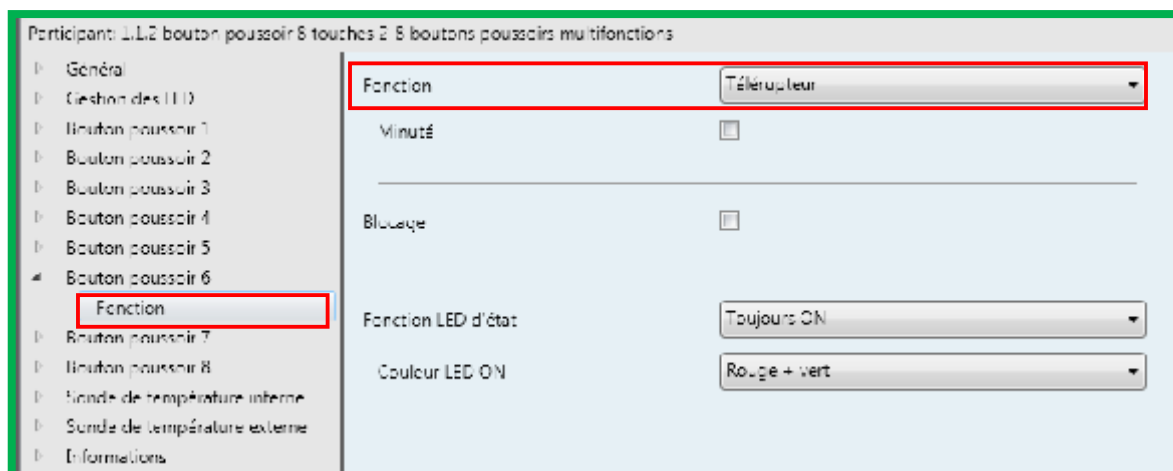 Participant: 1.1.2 bouton poussoir 8 touches 2-8 boutons poussoirs multifonctions
Général
Gestion des LED
Bouton poussoir 1
Bouton poussoir 2
Bouton poussoir 3
Bouton poussoir 4
Bouton poussoir 5
Bouton poussoir 6
Fonction
Bouton poussoir 7
Bouton poussoir 8
Sonde de température interne
Sonde de température externe
Informations
Fonction Télérupteur
Minuté
Blocage
Fonction LED d'état Toujours ON
Couleur LED ON Rouge + vert